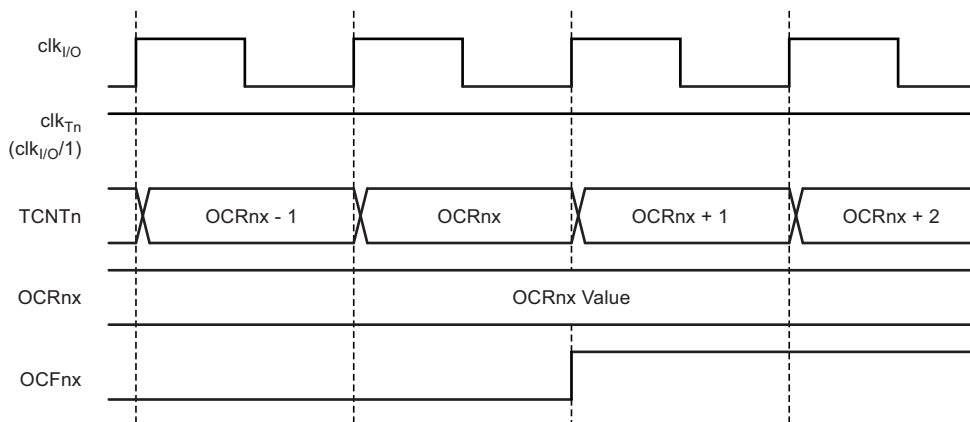 clkI/O
clkTn
(clkI/O/1)
TCNTn OCRnx - 1 OCRnx OCRnx + 1 OCRnx + 2
OCRnx OCRnx Value
OCFnx